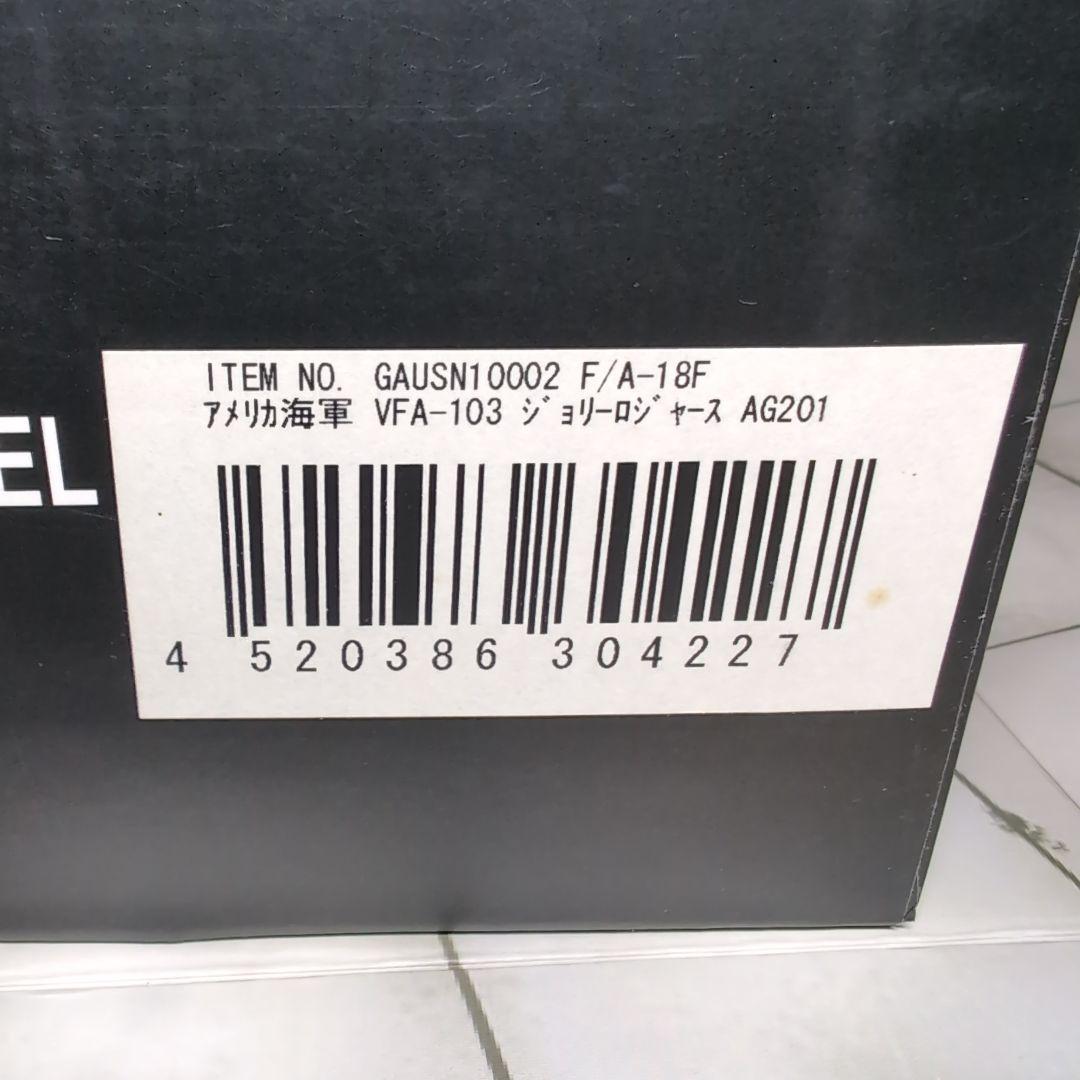 ITEM NO. GAUSN10002 F/A-18F
ｱﾒﾘｶ海軍 VFA-103 ｼﾞｮﾘｰﾛｼﾞｬｰｽ AG201
EL
4 520386 304227